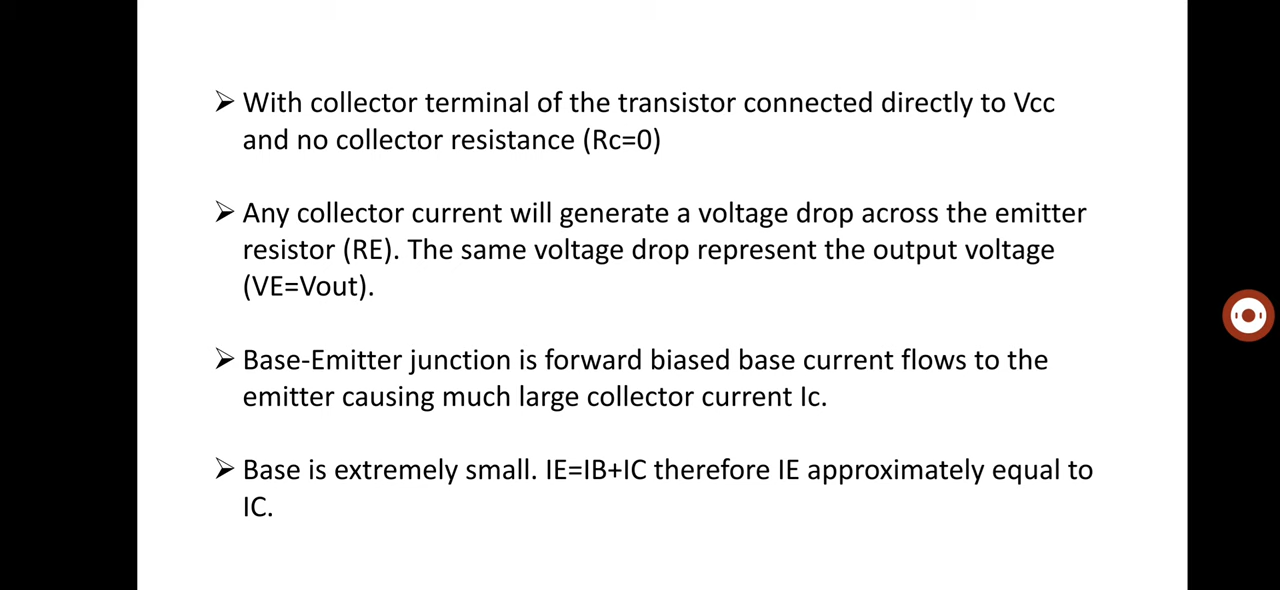 ➢ With collector terminal of the transistor connected directly to Vcc
and no collector resistance (Rc=0)
➢ Any collector current will generate a voltage drop across the emitter
resistor (RE). The same voltage drop represent the output voltage
(VE=Vout).
➢ Base-Emitter junction is forward biased base current flows to the
emitter causing much large collector current Ic.
➢ Base is extremely small. IE=IB+IC therefore IE approximately equal to
IC.